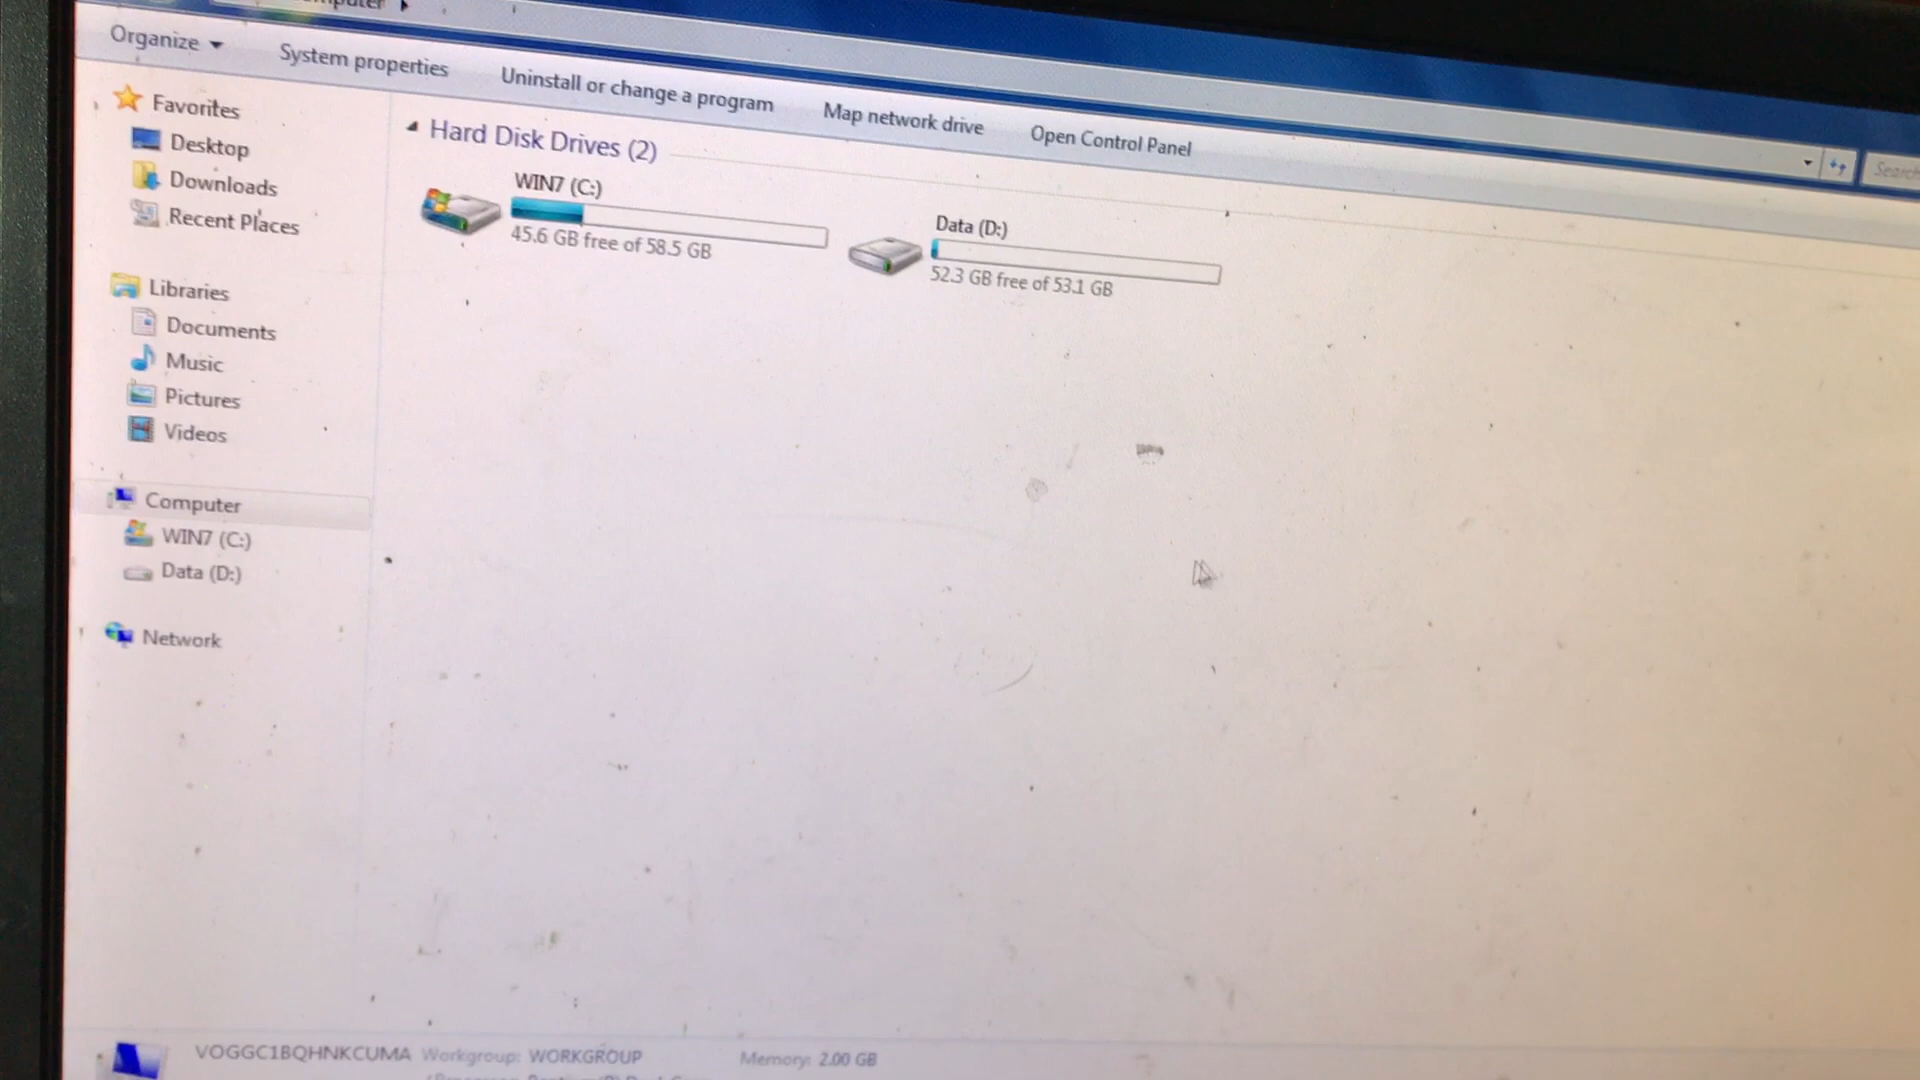 Organize
System properties
Uninstall or change a program
Map network drive
Open Control Panel
Search
Favorites
Desktop
Downloads
Recent Places
Libraries
Documents
Music
Pictures
Videos
Computer
WIN7 (C:)
Data (D:)
Network
Hard Disk Drives (2)
WIN7 (C:)
45.6 GB free of 58.5 GB
Data (D:)
52.3 GB free of 53.1 GB
VOGGC1BQHNKCUMA Workgroup: WORKGROUP Memory: 2.00 GB